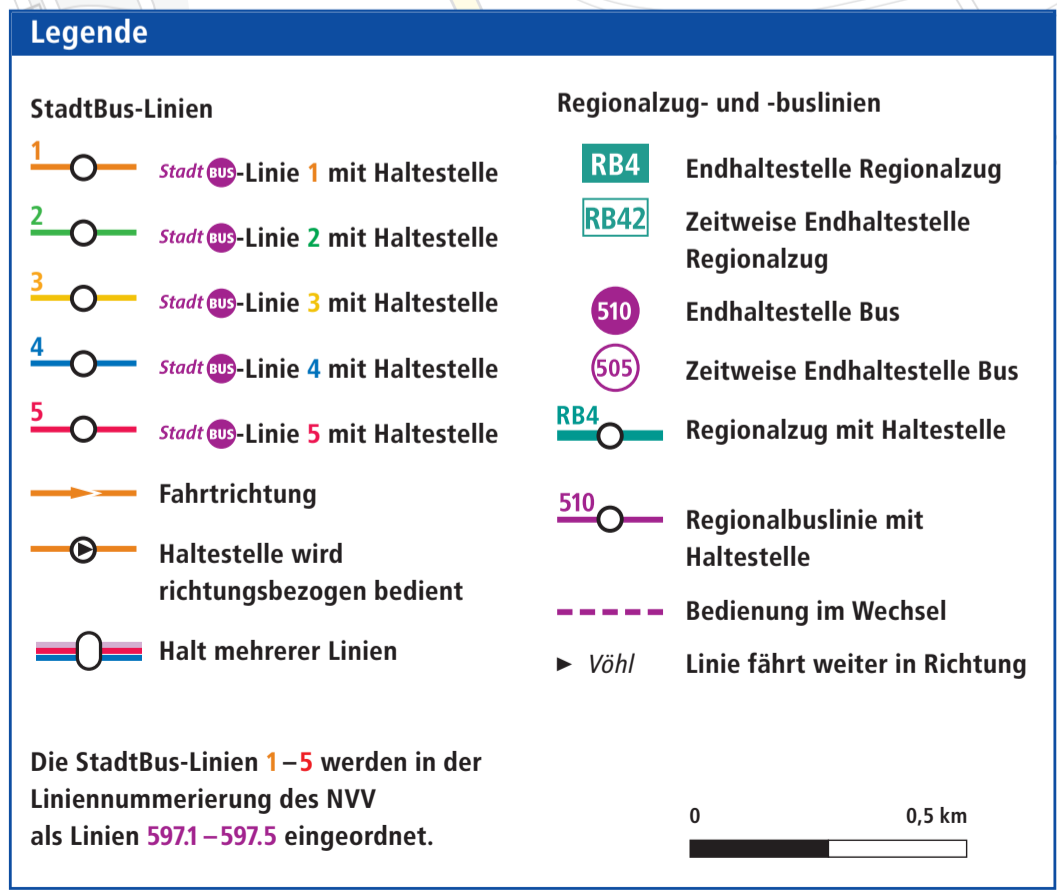 Legende
StadtBus-Linien
1
Stadt BUS-Linie 1 mit Haltestelle
2
Stadt BUS-Linie 2 mit Haltestelle
3
Stadt BUS-Linie 3 mit Haltestelle
4
Stadt BUS-Linie 4 mit Haltestelle
5
Stadt BUS-Linie 5 mit Haltestelle
Fahrtrichtung
Haltestelle wird
richtungsbezogen bedient
Halt mehrerer Linien
Die StadtBus-Linien 1–5 werden in der
Liniennummerierung des NVV
als Linien 597.1–597.5 eingeordnet.
Regionalzug- und -buslinien
RB4 Endhaltestelle Regionalzug
RB42 Zeitweise Endhaltestelle
Regionalzug
510 Endhaltestelle Bus
505 Zeitweise Endhaltestelle Bus
RB4
Regionalzug mit Haltestelle
510
Regionalbuslinie mit
Haltestelle
Bedienung im Wechsel
► Vöhl Linie fährt weiter in Richtung
0 0,5 km